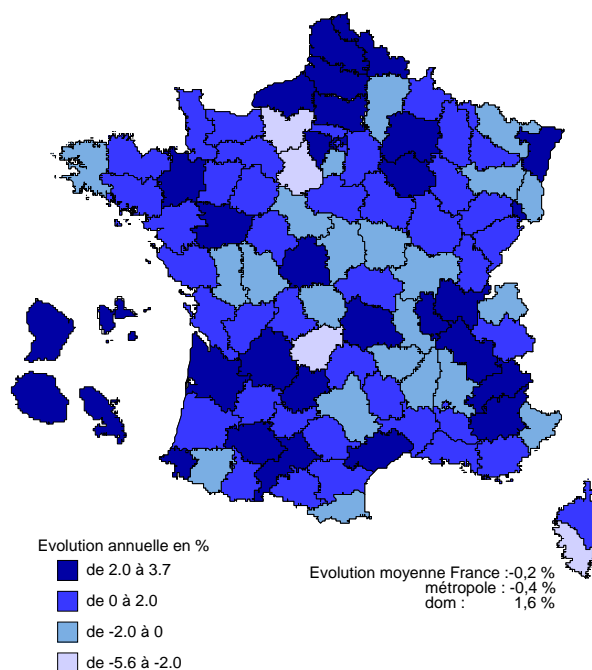 Evolution annuelle en %
de 2.0 à 3.7
de 0 à 2.0
de -2.0 à 0
de -5.6 à -2.0
Evolution moyenne France :-0,2 %
métropole : -0,4 %
dom : 1,6 %